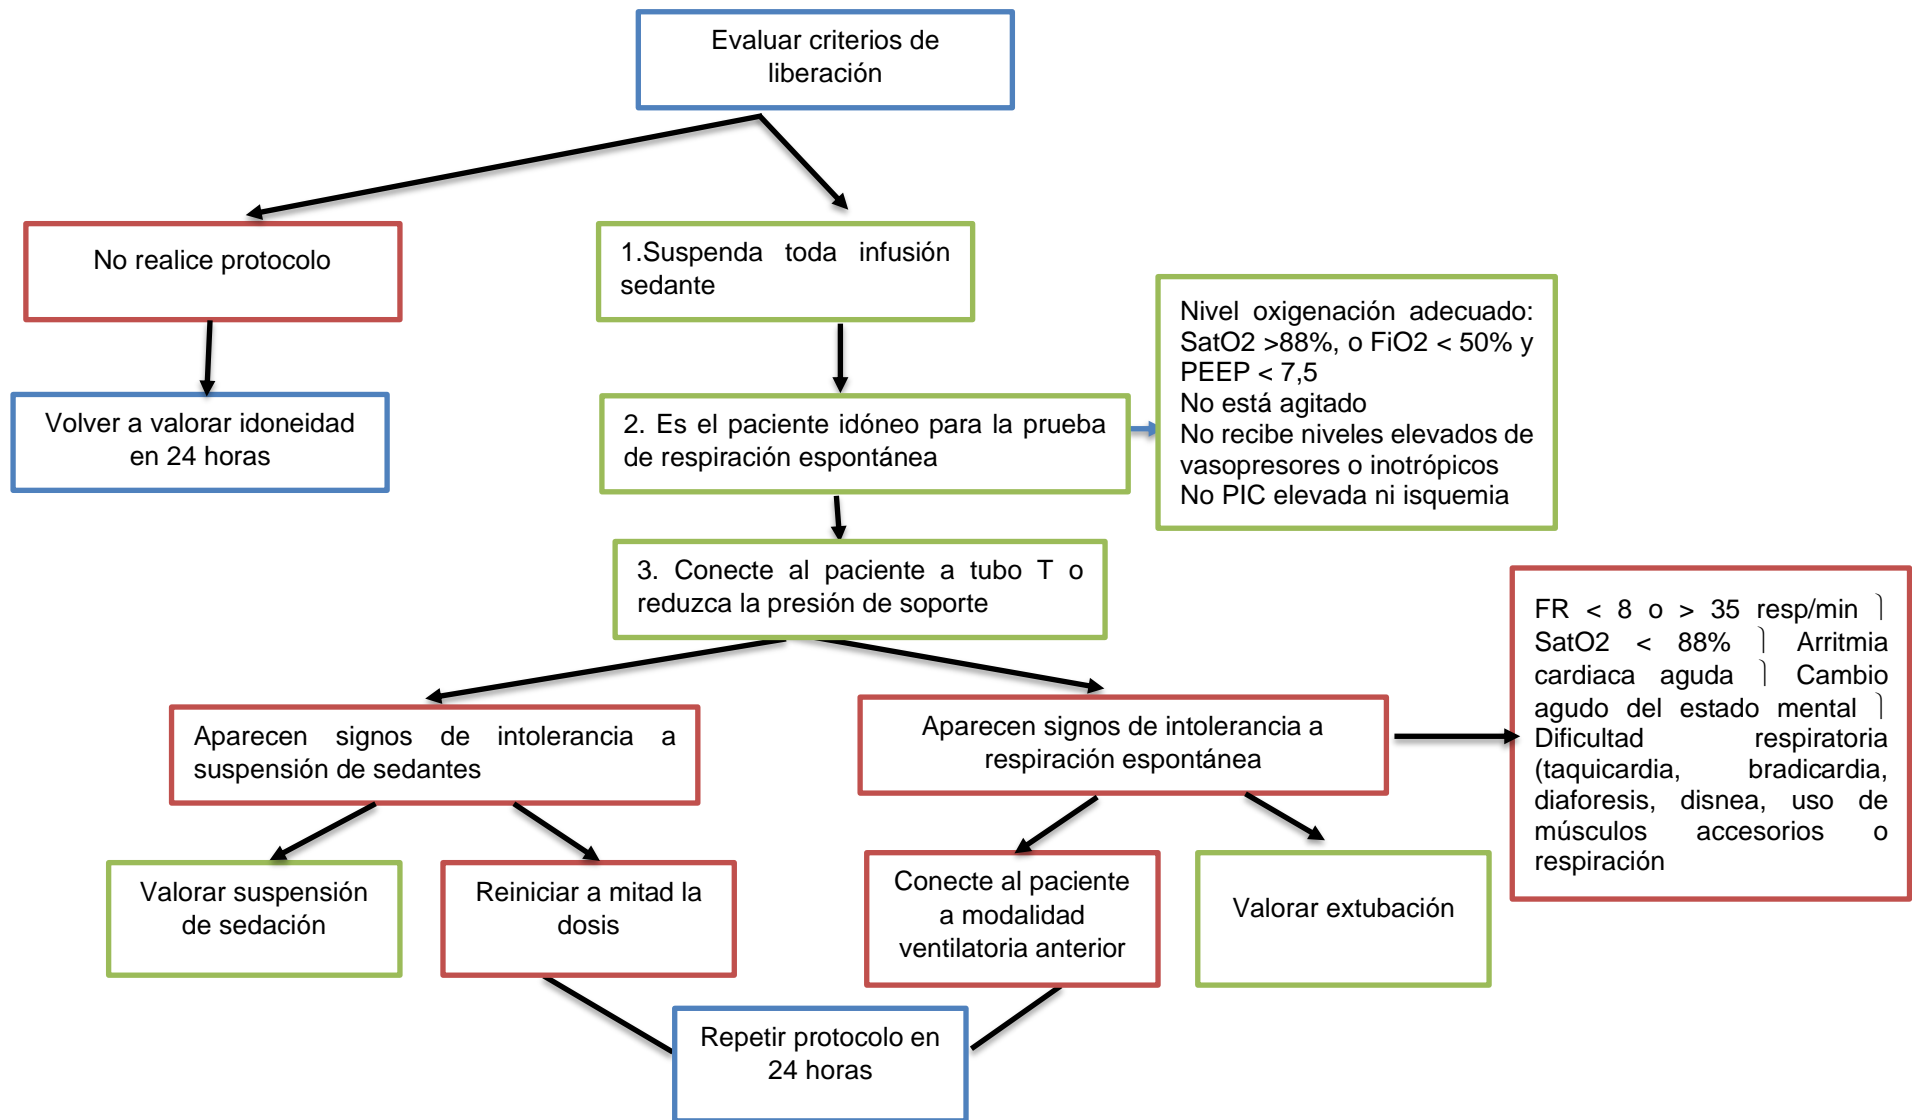 Evaluar criterios de
liberación
No realice protocolo
1.Suspenda toda infusión
sedante
Nivel oxigenación adecuado:
SatO2 >88%, o FiO2 < 50% y
PEEP < 7,5
No está agitado
No recibe niveles elevados de
vasopresores o inotrópicos
No PIC elevada ni isquemia
Volver a valorar idoneidad
en 24 horas
2. Es el paciente idóneo para la prueba
de respiración espontánea
3. Conecte al paciente a tubo T o
reduzca la presión de soporte
FR < 8 o > 35 resp/min ⎫
SatO2 < 88% ⎫ Arritmia
cardiaca aguda ⎫ Cambio
agudo del estado mental ⎫
Dificultad respiratoria
(taquicardia, bradicardia,
diaforesis, disnea, uso de
músculos accesorios o
respiración
Aparecen signos de intolerancia a
suspensión de sedantes
Aparecen signos de intolerancia a
respiración espontánea
Valorar suspensión
de sedación
Reiniciar a mitad la
dosis
Conecte al paciente
a modalidad
ventilatoria anterior
Valorar extubación
Repetir protocolo en
24 horas